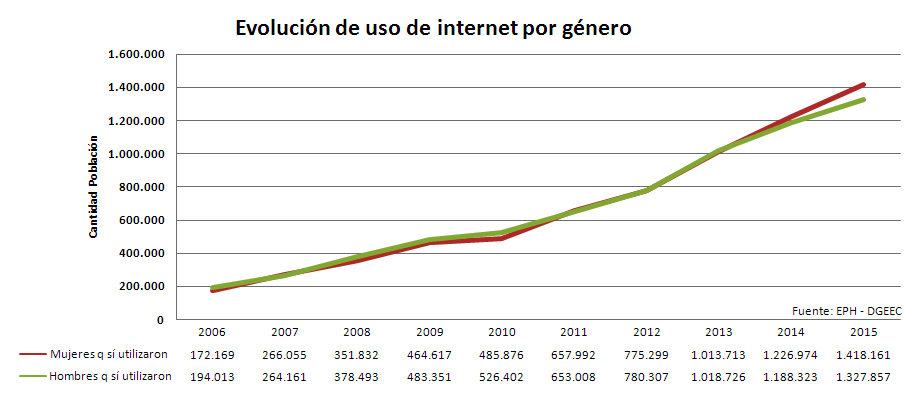 Evolución de uso de internet por género
1.600.000
1.400.000
1.200.000
1.000.000
800.000
600.000
400.000
200.000
0
Cantidad Población
Fuente: EPH - DGEEC
2006 2007 2008 2009 2010 2011 2012 2013 2014 2015
Mujeres q sí utilizaron 172.169 266.055 351.832 464.617 485.876 657.992 775.299 1.013.713 1.226.974 1.418.161
Hombres q sí utilizaron 194.013 264.161 378.493 483.351 526.402 653.008 780.307 1.018.726 1.188.323 1.327.857